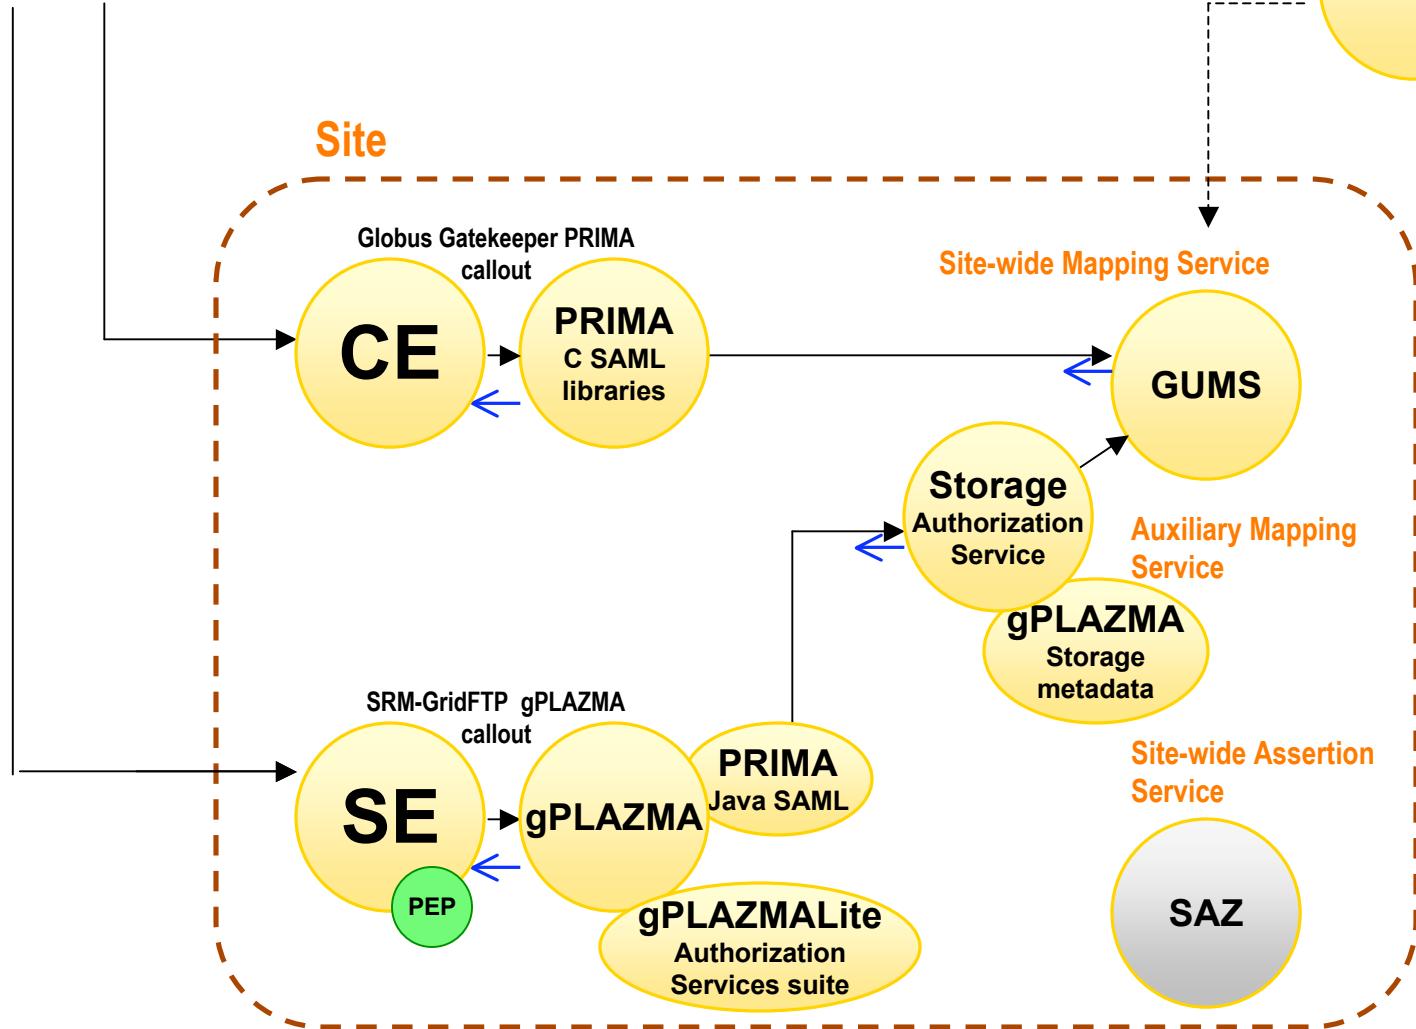 Site
Globus Gatekeeper PRIMA
callout
Site-wide Mapping Service
CE
PRIMA
C SAML
libraries
GUMS
Storage
Authorization
Service
Auxiliary Mapping
Service
gPLAZMA
Storage
metadata
SRM-GridFTP gPLAZMA
callout
SE
PEP
gPLAZMA
PRIMA
Java SAML
gPLAZMALite
Authorization
Services suite
Site-wide Assertion
Service
SAZ